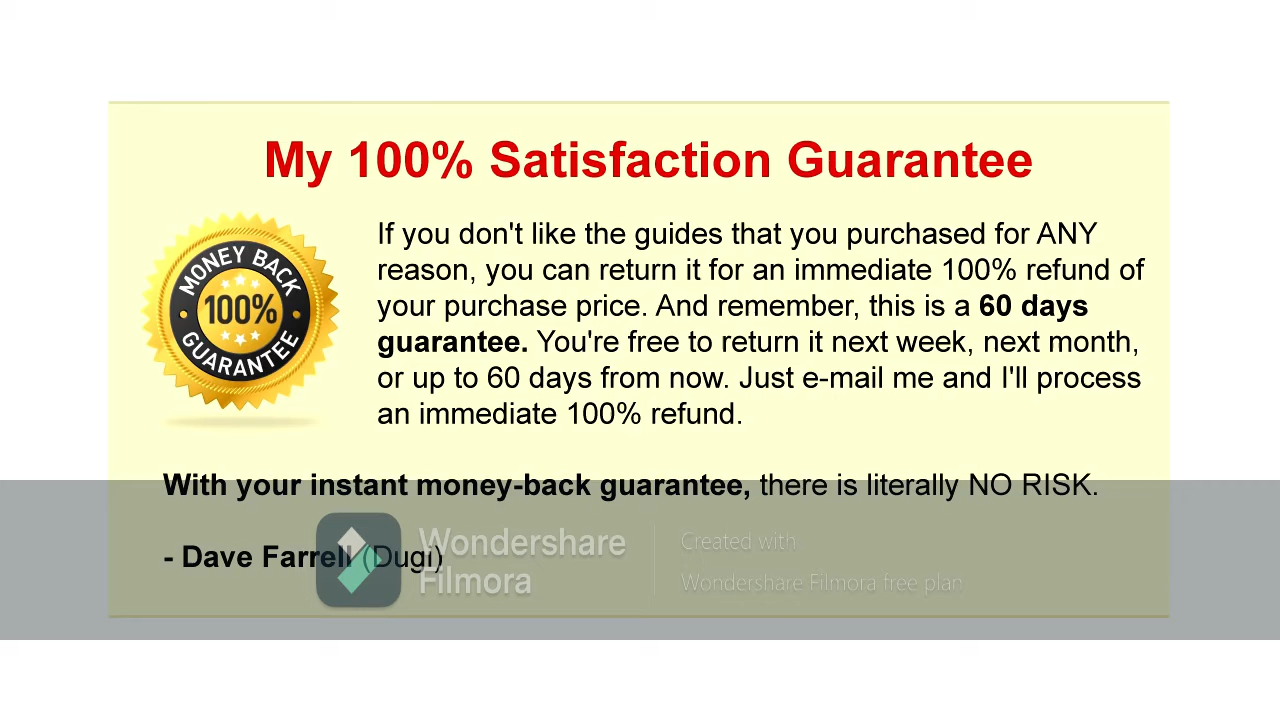 My 100% Satisfaction Guarantee
MONEY BACK
100%
GUARANTEE
If you don't like the guides that you purchased for ANY
reason, you can return it for an immediate 100% refund of
your purchase price. And remember, this is a 60 days
guarantee. You're free to return it next week, next month,
or up to 60 days from now. Just e-mail me and I'll process
an immediate 100% refund.
With your instant money-back guarantee, there is literally NO RISK.
- Dave Farrell (Dugi)
Wondershare
Filmora
Created with
Wondershare Filmora free plan